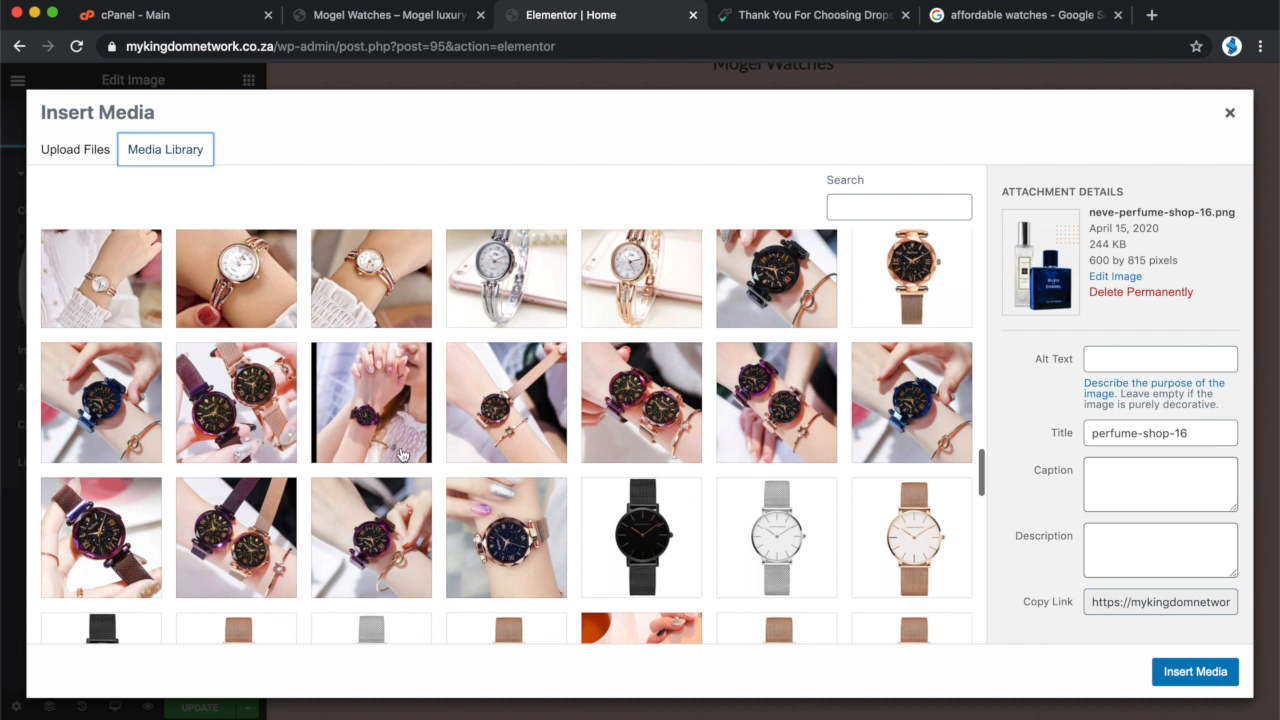 cPanel - Main
Mogel Watches – Mogel luxury
Elementor | Home
Thank You For Choosing Drops
affordable watches - Google S
mykingdomnetwork.co.za/wp-admin/post.php?post=95&action=elementor
Edit Image
Mogel Watches
Insert Media
Upload Files
Media Library
Search
ATTACHMENT DETAILS
neve-perfume-shop-16.png
April 15, 2020
244 KB
600 by 815 pixels
Edit Image
Delete Permanently
Alt Text
Describe the purpose of the
image. Leave empty if the
image is purely decorative.
Title
perfume-shop-16
Caption
Description
Copy Link
https://mykingdomnetwor
Insert Media
UPDATE